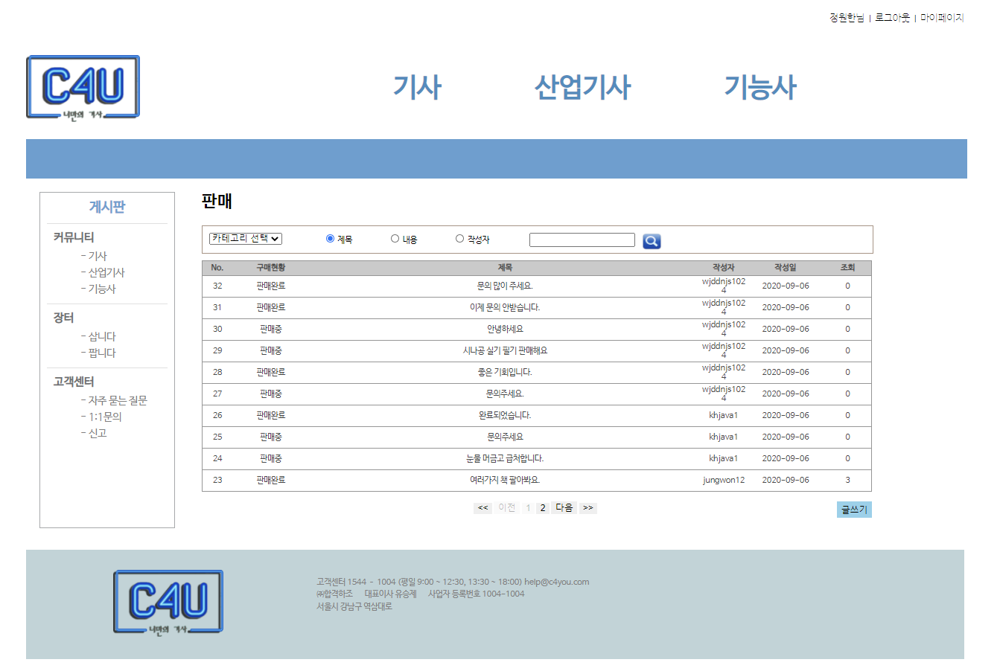 정원한님 | 로그아웃 | 마이페이지
C4U
너만의 기사
기사 산업기사 기능사
게시판
커뮤니티
- 기사
- 산업기사
- 기능사
장터
- 삽니다
- 팝니다
고객센터
- 자주 묻는 질문
- 1:1문의
- 신고
판매
카테고리 선택 제목 내용 작성자
No. 구매현황 제목 작성자 작성일 조회
32 판매완료 문의 많이 주세요. wjddnjs1024 2020-09-06 0
31 판매완료 이제 문의 안받습니다. wjddnjs1024 2020-09-06 0
30 판매중 안녕하세요 wjddnjs1024 2020-09-06 0
29 판매중 시나공 실기 필기 판매해요 wjddnjs1024 2020-09-06 0
28 판매완료 좋은 기회입니다. wjddnjs1024 2020-09-06 0
27 판매중 문의주세요. wjddnjs1024 2020-09-06 0
26 판매완료 완료되었습니다. khjava1 2020-09-06 0
25 판매중 문의주세요 khjava1 2020-09-06 0
24 판매중 눈물 머금고 급처합니다. khjava1 2020-09-06 0
23 판매완료 여러가지 책 팔아봐요. jungwon12 2020-09-06 3
<< 이전 1 2 다음 >> 글쓰기
C4U
너만의 기사
고객센터 1544 - 1004 (평일 9:00 ~ 12:30, 13:30 ~ 18:00) help@c4you.com
㈜합격하조 대표이사 유승제 사업자 등록번호 1004-1004
서울시 강남구 역삼대로